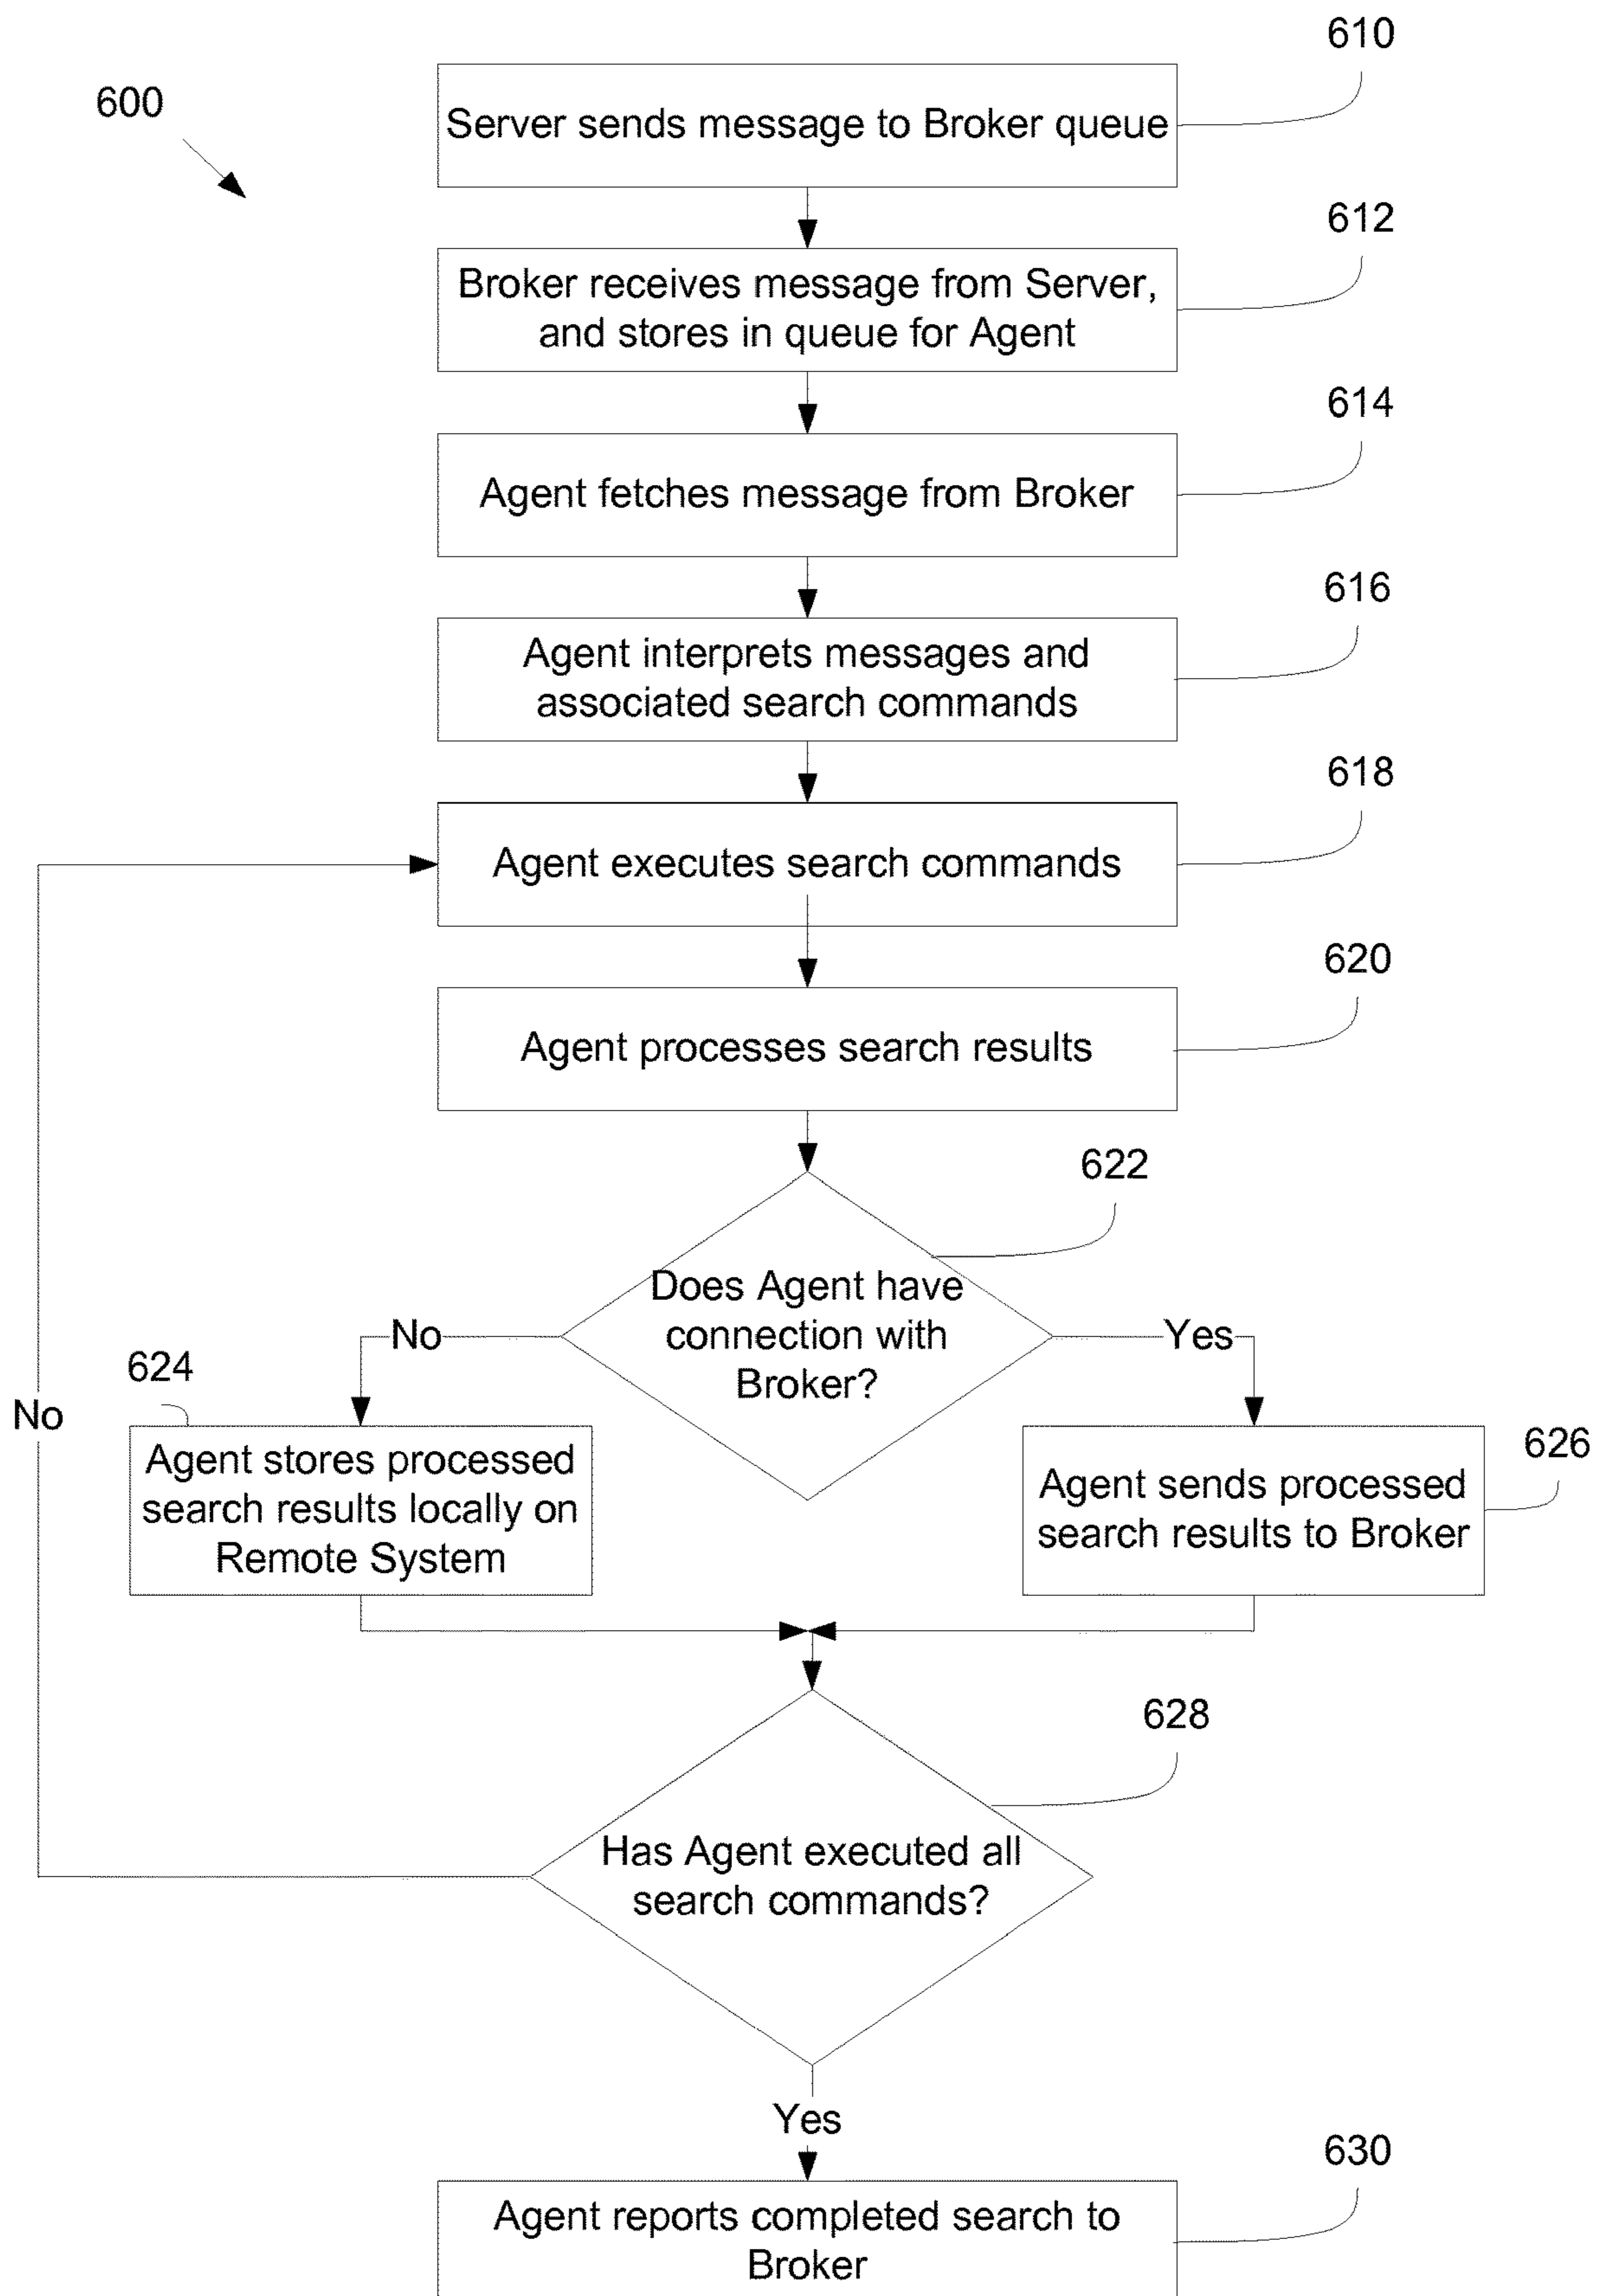 610
600
Server sends message to Broker queue
612
Broker receives message from Server,
and stores in queue for Agent
614
Agent fetches message from Broker
616
Agent interprets messages and
associated search commands
618
Agent executes search commands
620
Agent processes search results
622
Does Agent have
connection with
Broker?
No
Yes
624
No
Agent stores processed
search results locally on
Remote System
626
Agent sends processed
search results to Broker
628
Has Agent executed all
search commands?
Yes
630
Agent reports completed search to
Broker